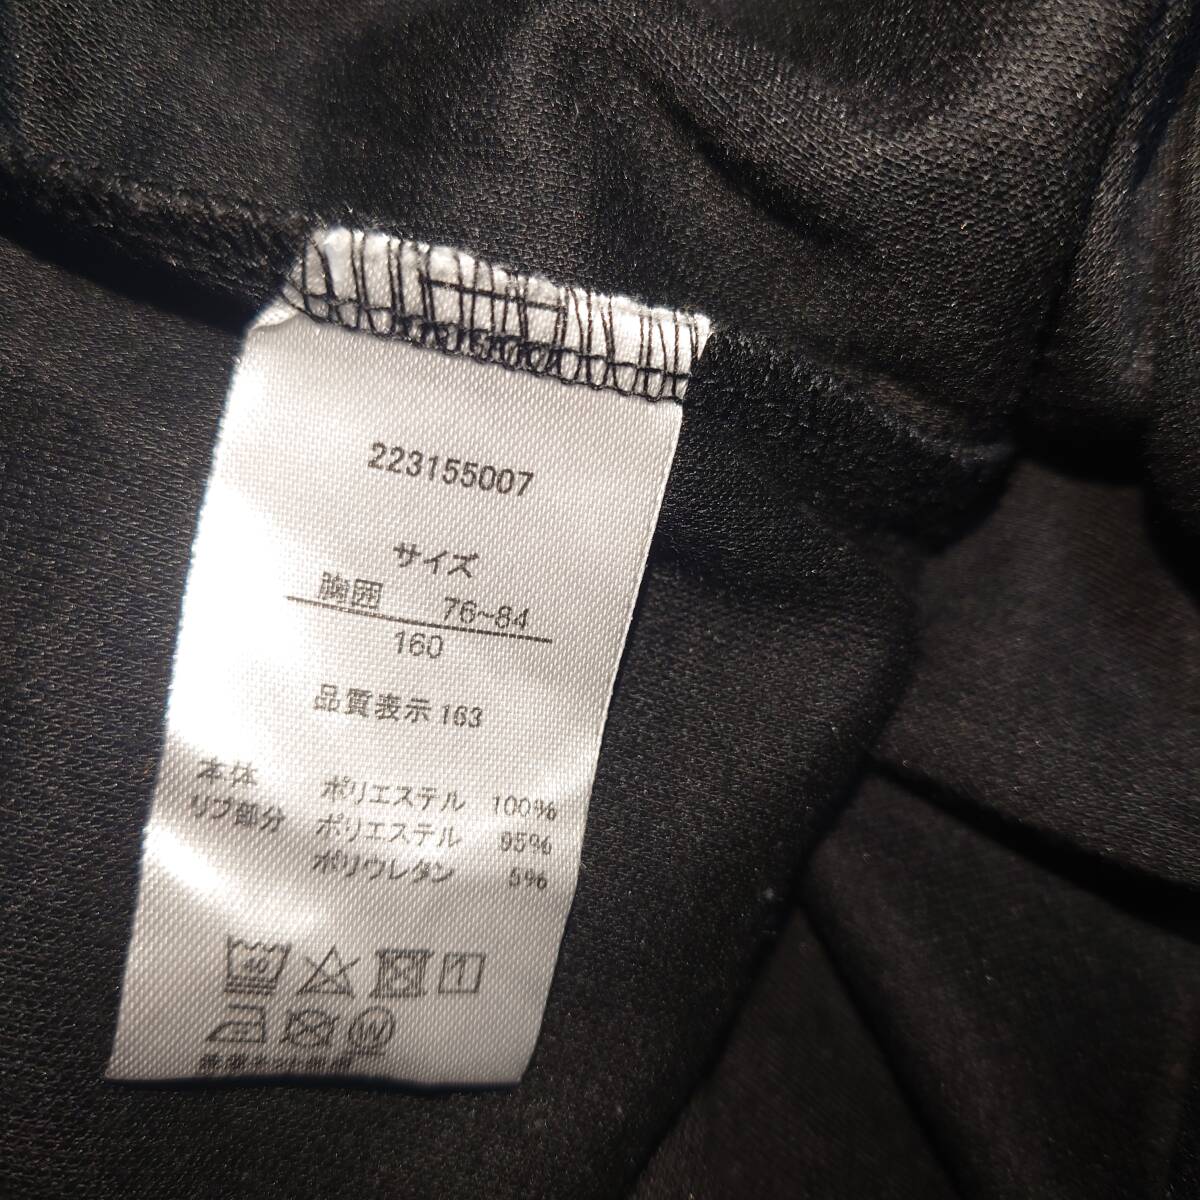 223155007
サイズ
胸囲 76~84
160
品質表示 163
本体 ポリエステル 100%
リブ部分 ポリエステル 95%
ポリウレタン 5%
40 1
W